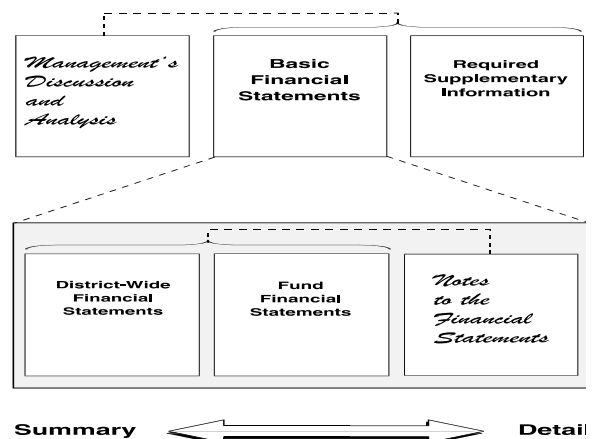 Management's
Discussion
and
Analysis
Basic
Financial
Statements
Required
Supplementary
Information
District-Wide
Financial
Statements
Fund
Financial
Statements
Notes
to the
Financial
Statements
Summary
Detail